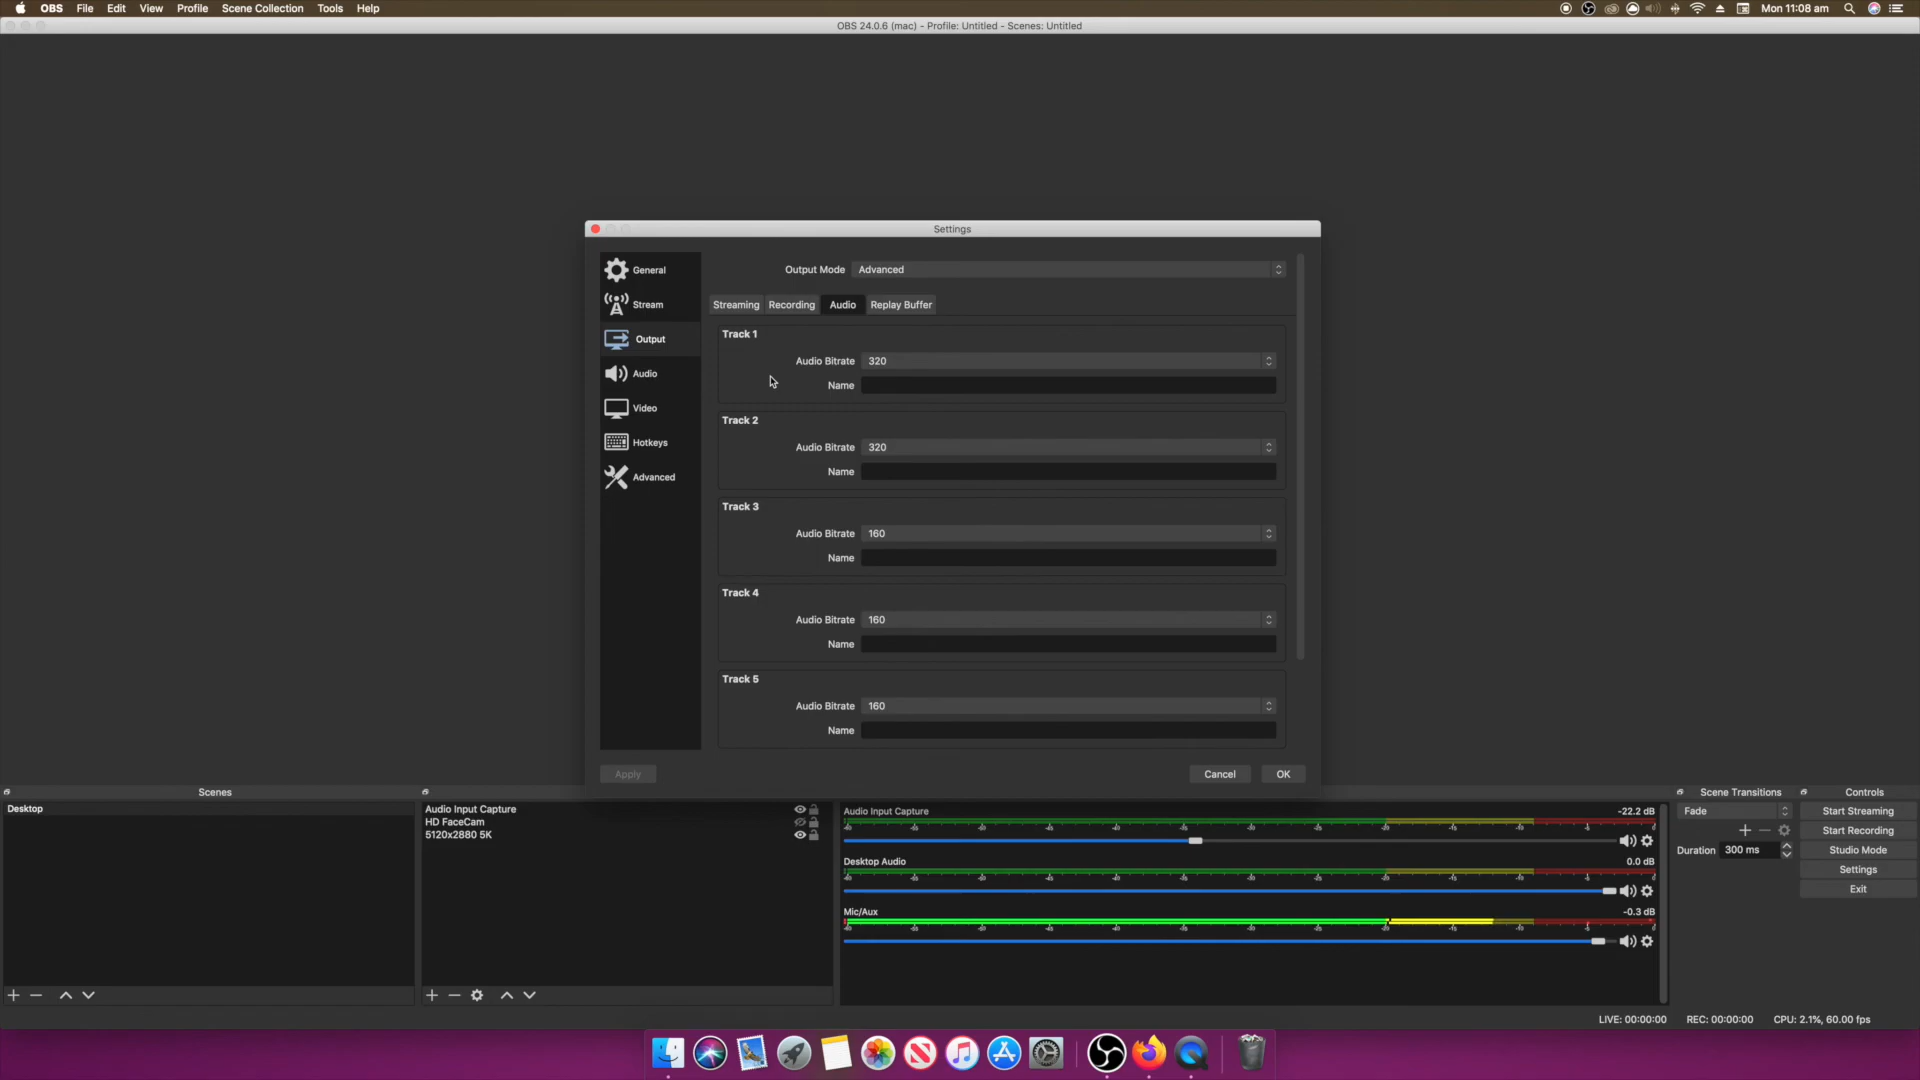 OBS File Edit View Profile Scene Collection Tools Help Mon 11:08 am
OBS 24.0.6 (mac) - Profile: Untitled - Scenes: Untitled
Settings
General
Stream
Output
Audio
Video
Hotkeys
Advanced
Output Mode Advanced
Streaming Recording Audio Replay Buffer
Track 1
Audio Bitrate 320
Name
Track 2
Audio Bitrate 320
Name
Track 3
Audio Bitrate 160
Name
Track 4
Audio Bitrate 160
Name
Track 5
Audio Bitrate 160
Name
Apply Cancel OK
Scenes
Desktop
Audio Input Capture
HD FaceCam
5120x2880 5K
Audio Input Capture -22.2 dB
Desktop Audio 0.0 dB
Mic/Aux -0.3 dB
Scene Transitions
Fade
Duration 300 ms
Controls
Start Streaming
Start Recording
Studio Mode
Settings
Exit
LIVE: 00:00:00 REC: 00:00:00 CPU: 2.1%, 60.00 fps